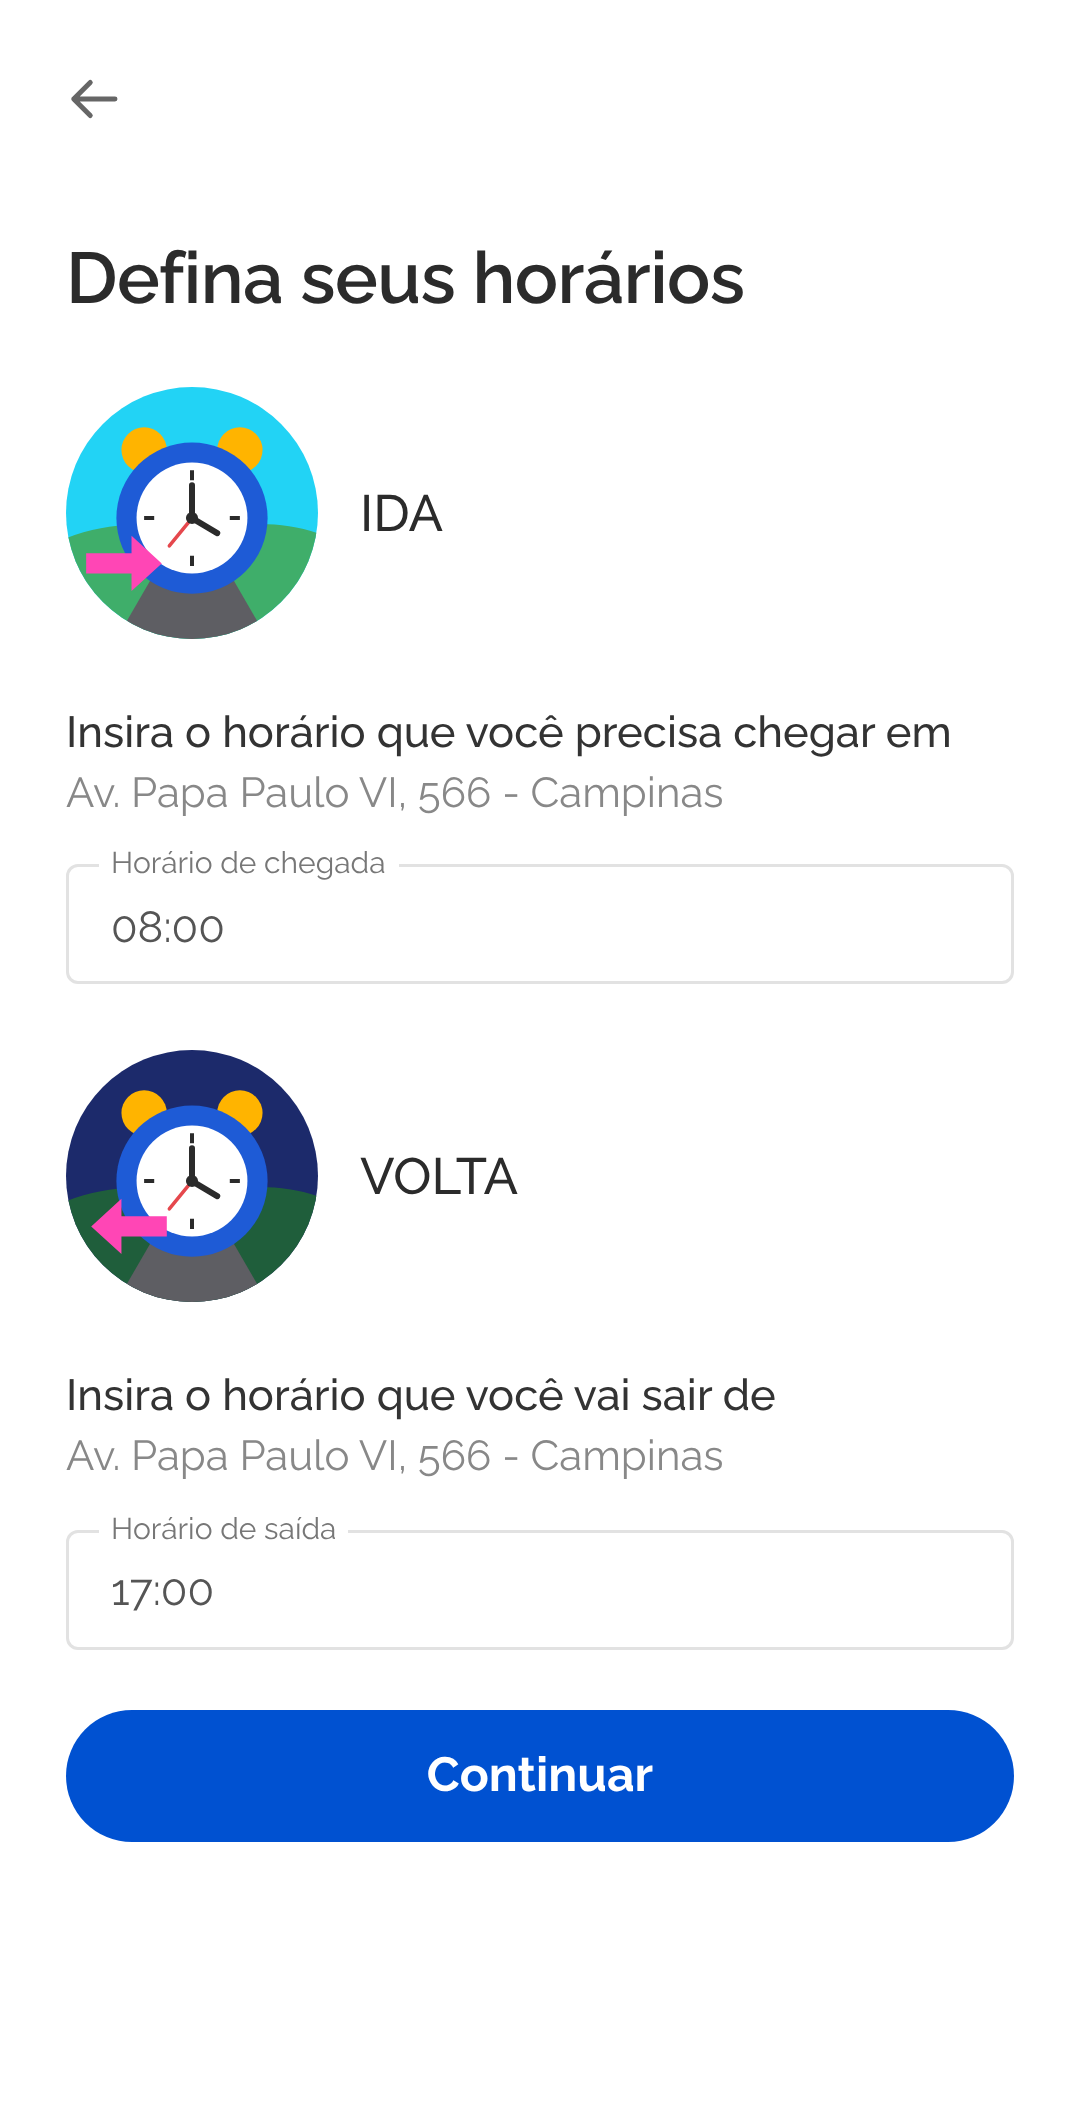 Defina seus horários
IDA
Insira o horário que você precisa chegar em
Av. Papa Paulo VI, 566 - Campinas
Horário de chegada
08:00
VOLTA
Insira o horário que você vai sair de
Av. Papa Paulo VI, 566 - Campinas
Horário de saída
17:00
Continuar